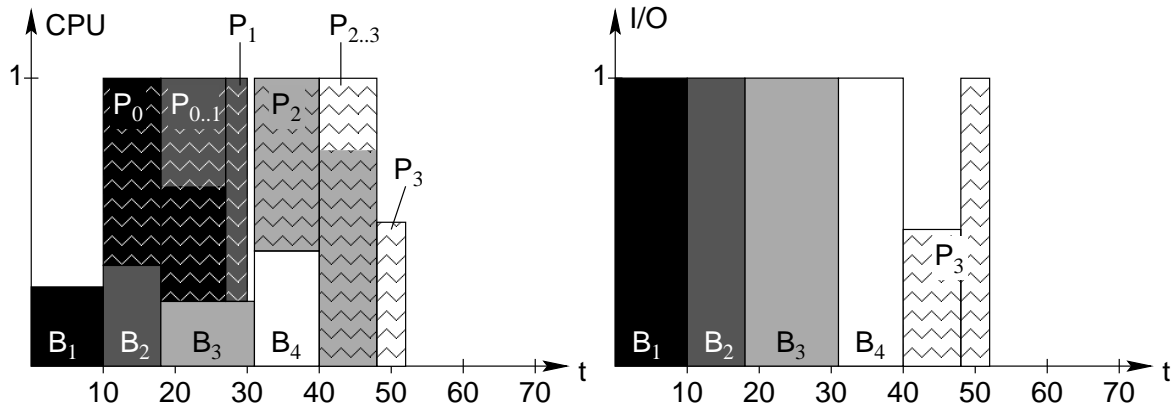 CPU
P₁
P₂..₃
1
P₀
P₀..₁
P₂
P₃
B₁
B₂
B₃
B₄
t
10 20 30 40 50 60 70
I/O
1
P₃
B₁
B₂
B₃
B₄
t
10 20 30 40 50 60 70